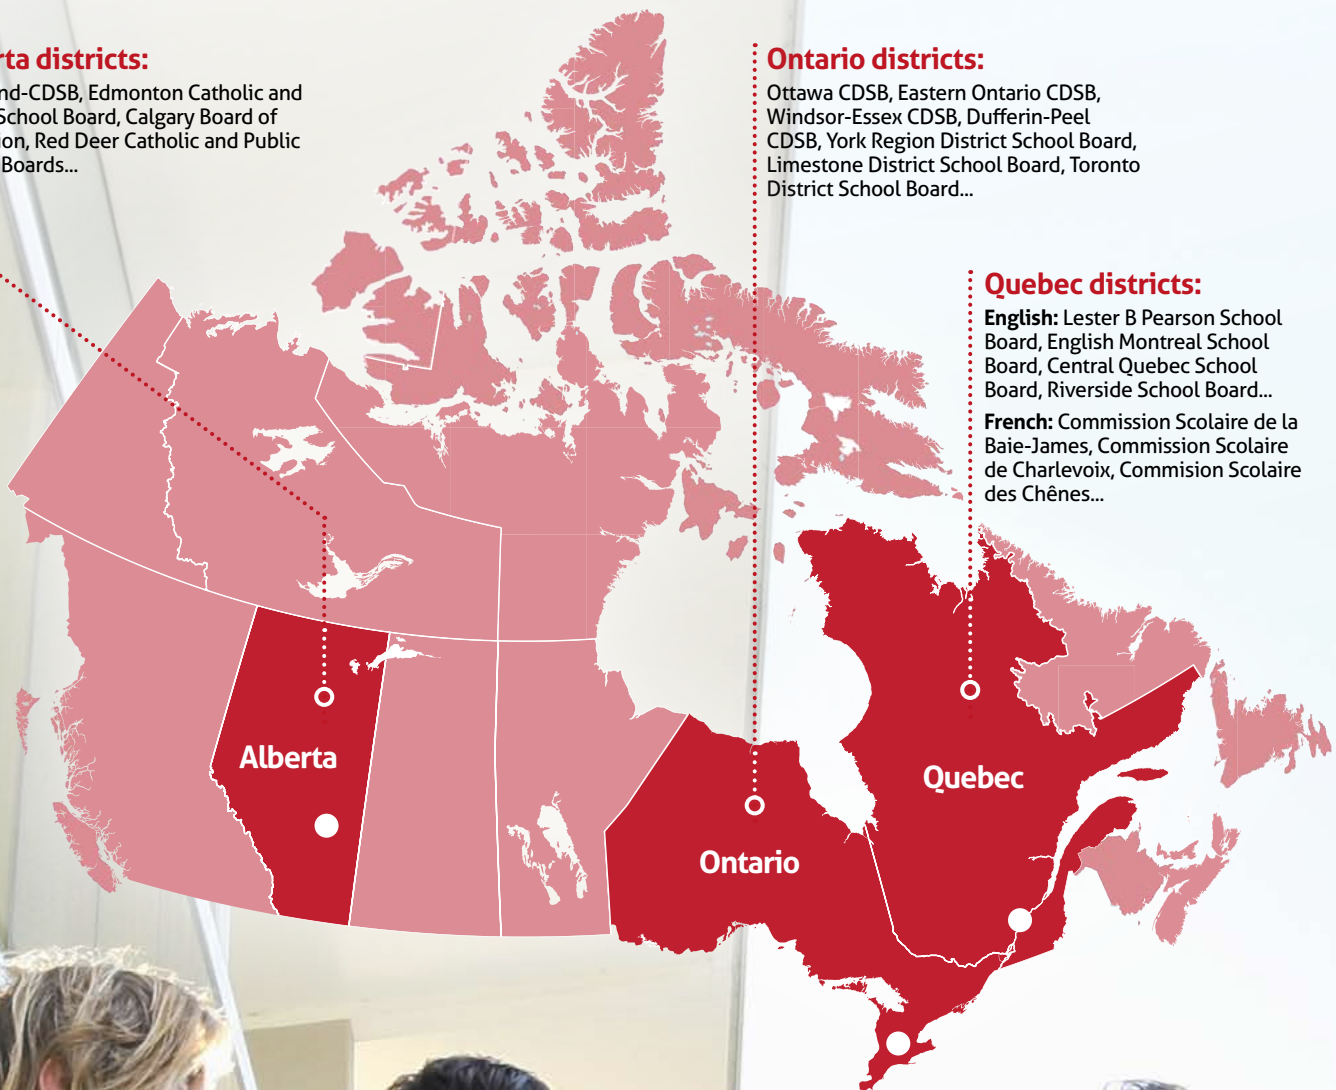 rta districts:
nd-CDSB, Edmonton Catholic and
School Board, Calgary Board of
ion, Red Deer Catholic and Public
Boards...
Ontario districts:
Ottawa CDSB, Eastern Ontario CDSB,
Windsor-Essex CDSB, Dufferin-Peel
CDSB, York Region District School Board,
Limestone District School Board, Toronto
District School Board...
Quebec districts:
English: Lester B Pearson School
Board, English Montreal School
Board, Central Quebec School
Board, Riverside School Board...
French: Commission Scolaire de la
Baie-James, Commission Scolaire
de Charlevoix, Commision Scolaire
des Chênes...
Alberta
Quebec
Ontario